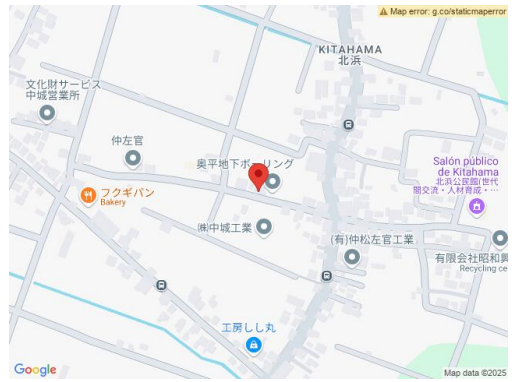 Map error: g.co/staticmaperror
KITAHAMA
北浜
文化財サービス
中城営業所
仲左官
奥平地下ボーリング
フクギパン
Bakery
㈱中城工業
(有)仲松左官工業
Salón público
de Kitahama
北浜公民館(世代
間交流・人材育成・…
有限会社昭和興
Recycling ce
工房しし丸
Google
Map data ©2025